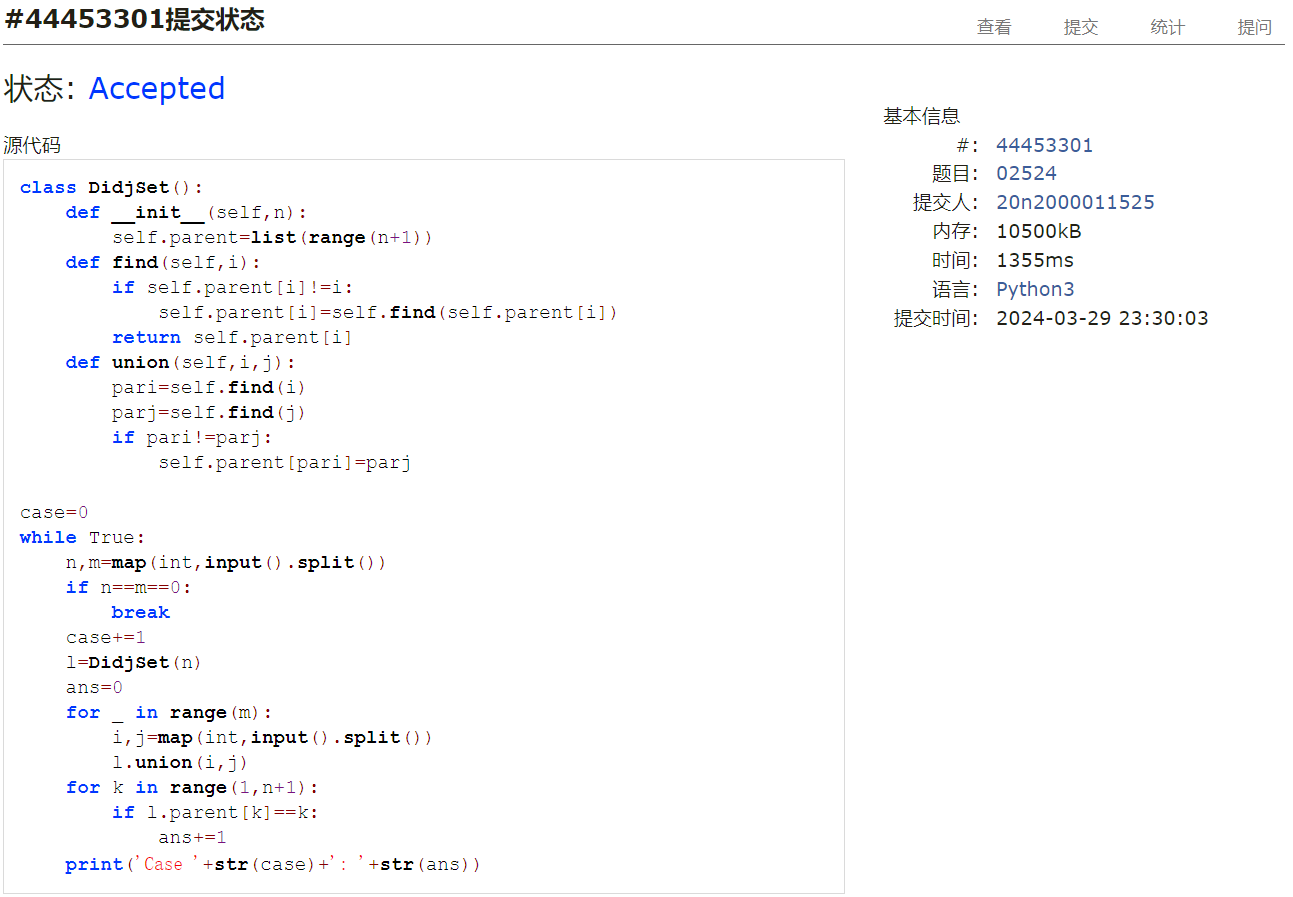 #44453301提交状态
查看 提交 统计 提问
状态: Accepted
源代码
class DidjSet():
    def __init__(self,n):
        self.parent=list(range(n+1))
    def find(self,i):
        if self.parent[i]!=i:
            self.parent[i]=self.find(self.parent[i])
        return self.parent[i]
    def union(self,i,j):
        pari=self.find(i)
        parj=self.find(j)
        if pari!=parj:
            self.parent[pari]=parj
case=0
while True:
    n,m=map(int,input().split())
    if n==m==0:
        break
    case+=1
    l=DidjSet(n)
    ans=0
    for _ in range(m):
        i,j=map(int,input().split())
        l.union(i,j)
    for k in range(1,n+1):
        if l.parent[k]==k:
            ans+=1
    print('Case '+str(case)+': '+str(ans))
基本信息
#: 44453301
题目: 02524
提交人: 20n2000011525
内存: 10500kB
时间: 1355ms
语言: Python3
提交时间: 2024-03-29 23:30:03